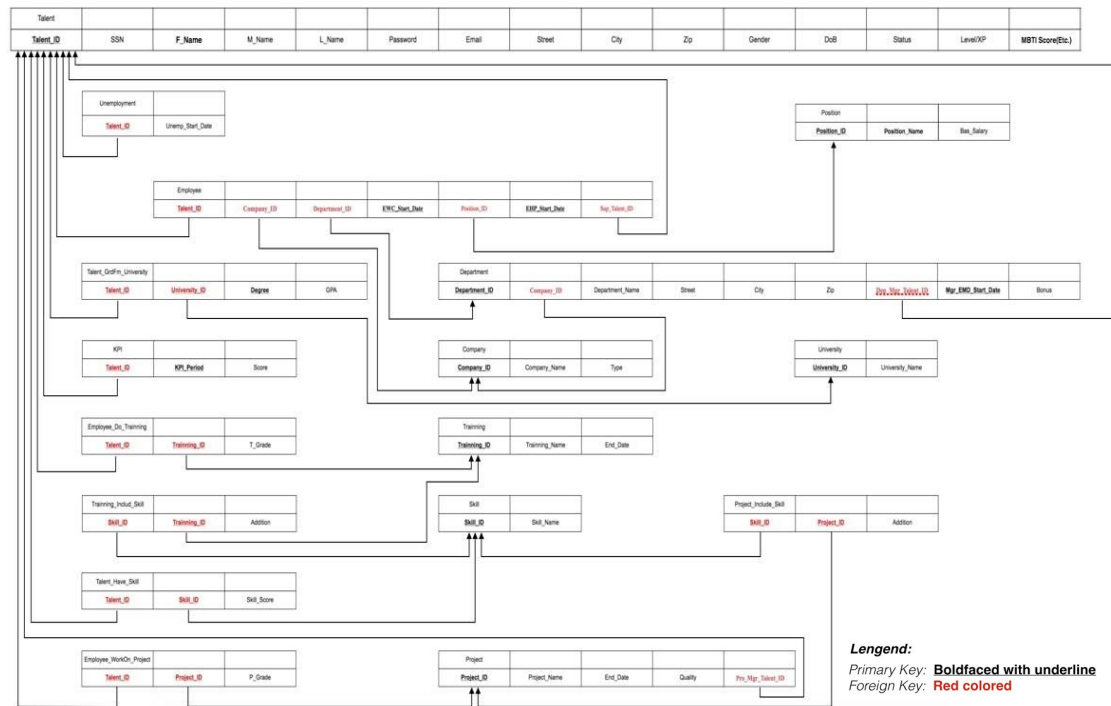 Talent
Talent_ID SSN F_Name M_Name L_Name Password Email Street City Zip Gender DoB Status Level/XP MBTI Score(Etc.)
Unemployment
Talent_ID Unemp_Start_Date
Position
Position_ID Position_Name Bas_Salary
Employee
Talent_ID Company_ID Department_ID EWC_Start_Date Position_ID EHP_Start_Date Sup_Talent_ID
Talent_GrdFm_University
Talent_ID University_ID Degree GPA
Department
Department_ID Company_ID Department_Name Street City Zip Dep_Mgr_Talent_ID Mgr_EMD_Start_Date Bonus
KPI
Talent_ID KPI_Period Score
Company
Company_ID Company_Name Type
University
University_ID University_Name
Employee_Do_Trainning
Talent_ID Trainning_ID T_Grade
Trainning
Trainning_ID Trainning_Name End_Date
Trainning_Includ_Skill
Skill_ID Trainning_ID Addition
Skill
Skill_ID Skill_Name
Project_Include_Skill
Skill_ID Project_ID Addition
Talent_Have_Skill
Talent_ID Skill_ID Skill_Score
Employee_WorkOn_Project
Talent_ID Project_ID P_Grade
Project
Project_ID Project_Name End_Date Quality Pro_Mgr_Talent_ID
Lengend:
Primary Key: Boldfaced with underline
Foreign Key: Red colored